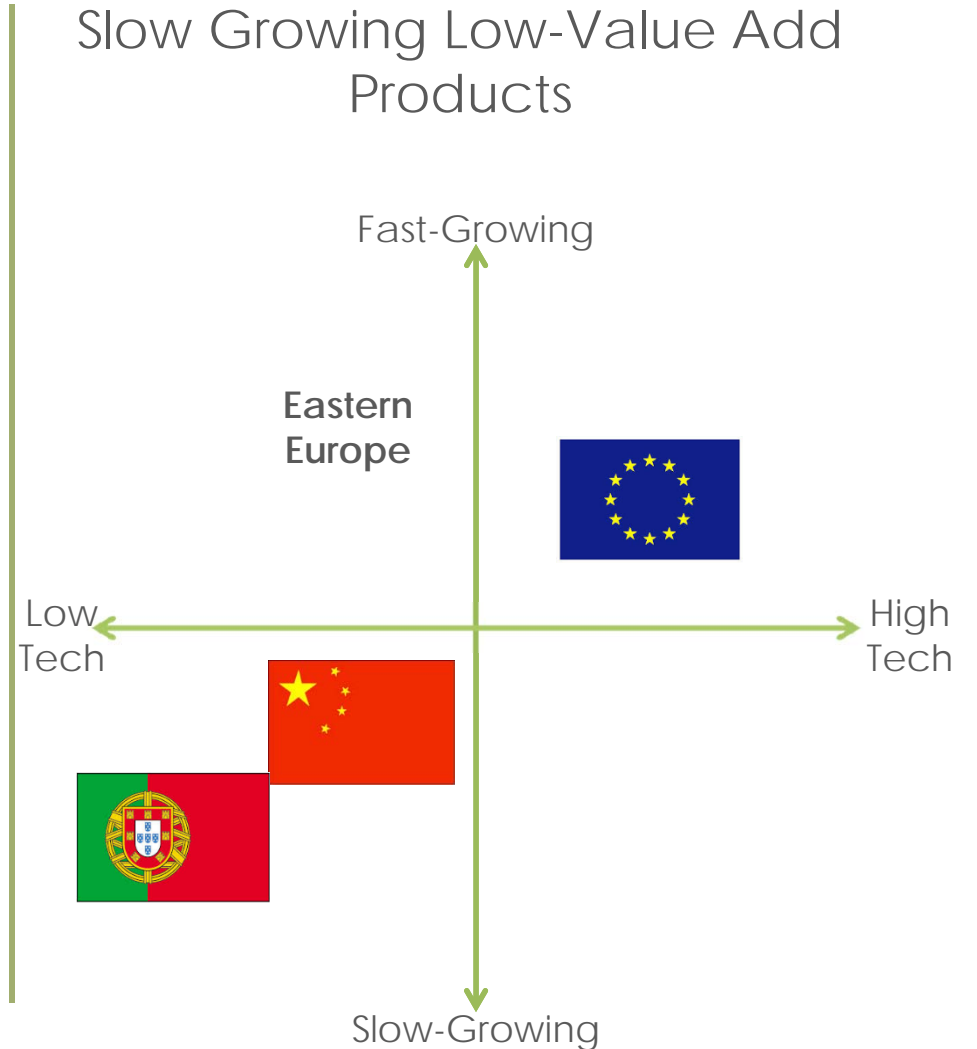 Slow Growing Low-Value Add
Products
Fast-Growing
Eastern
Europe
Low
Tech
High
Tech
Slow-Growing